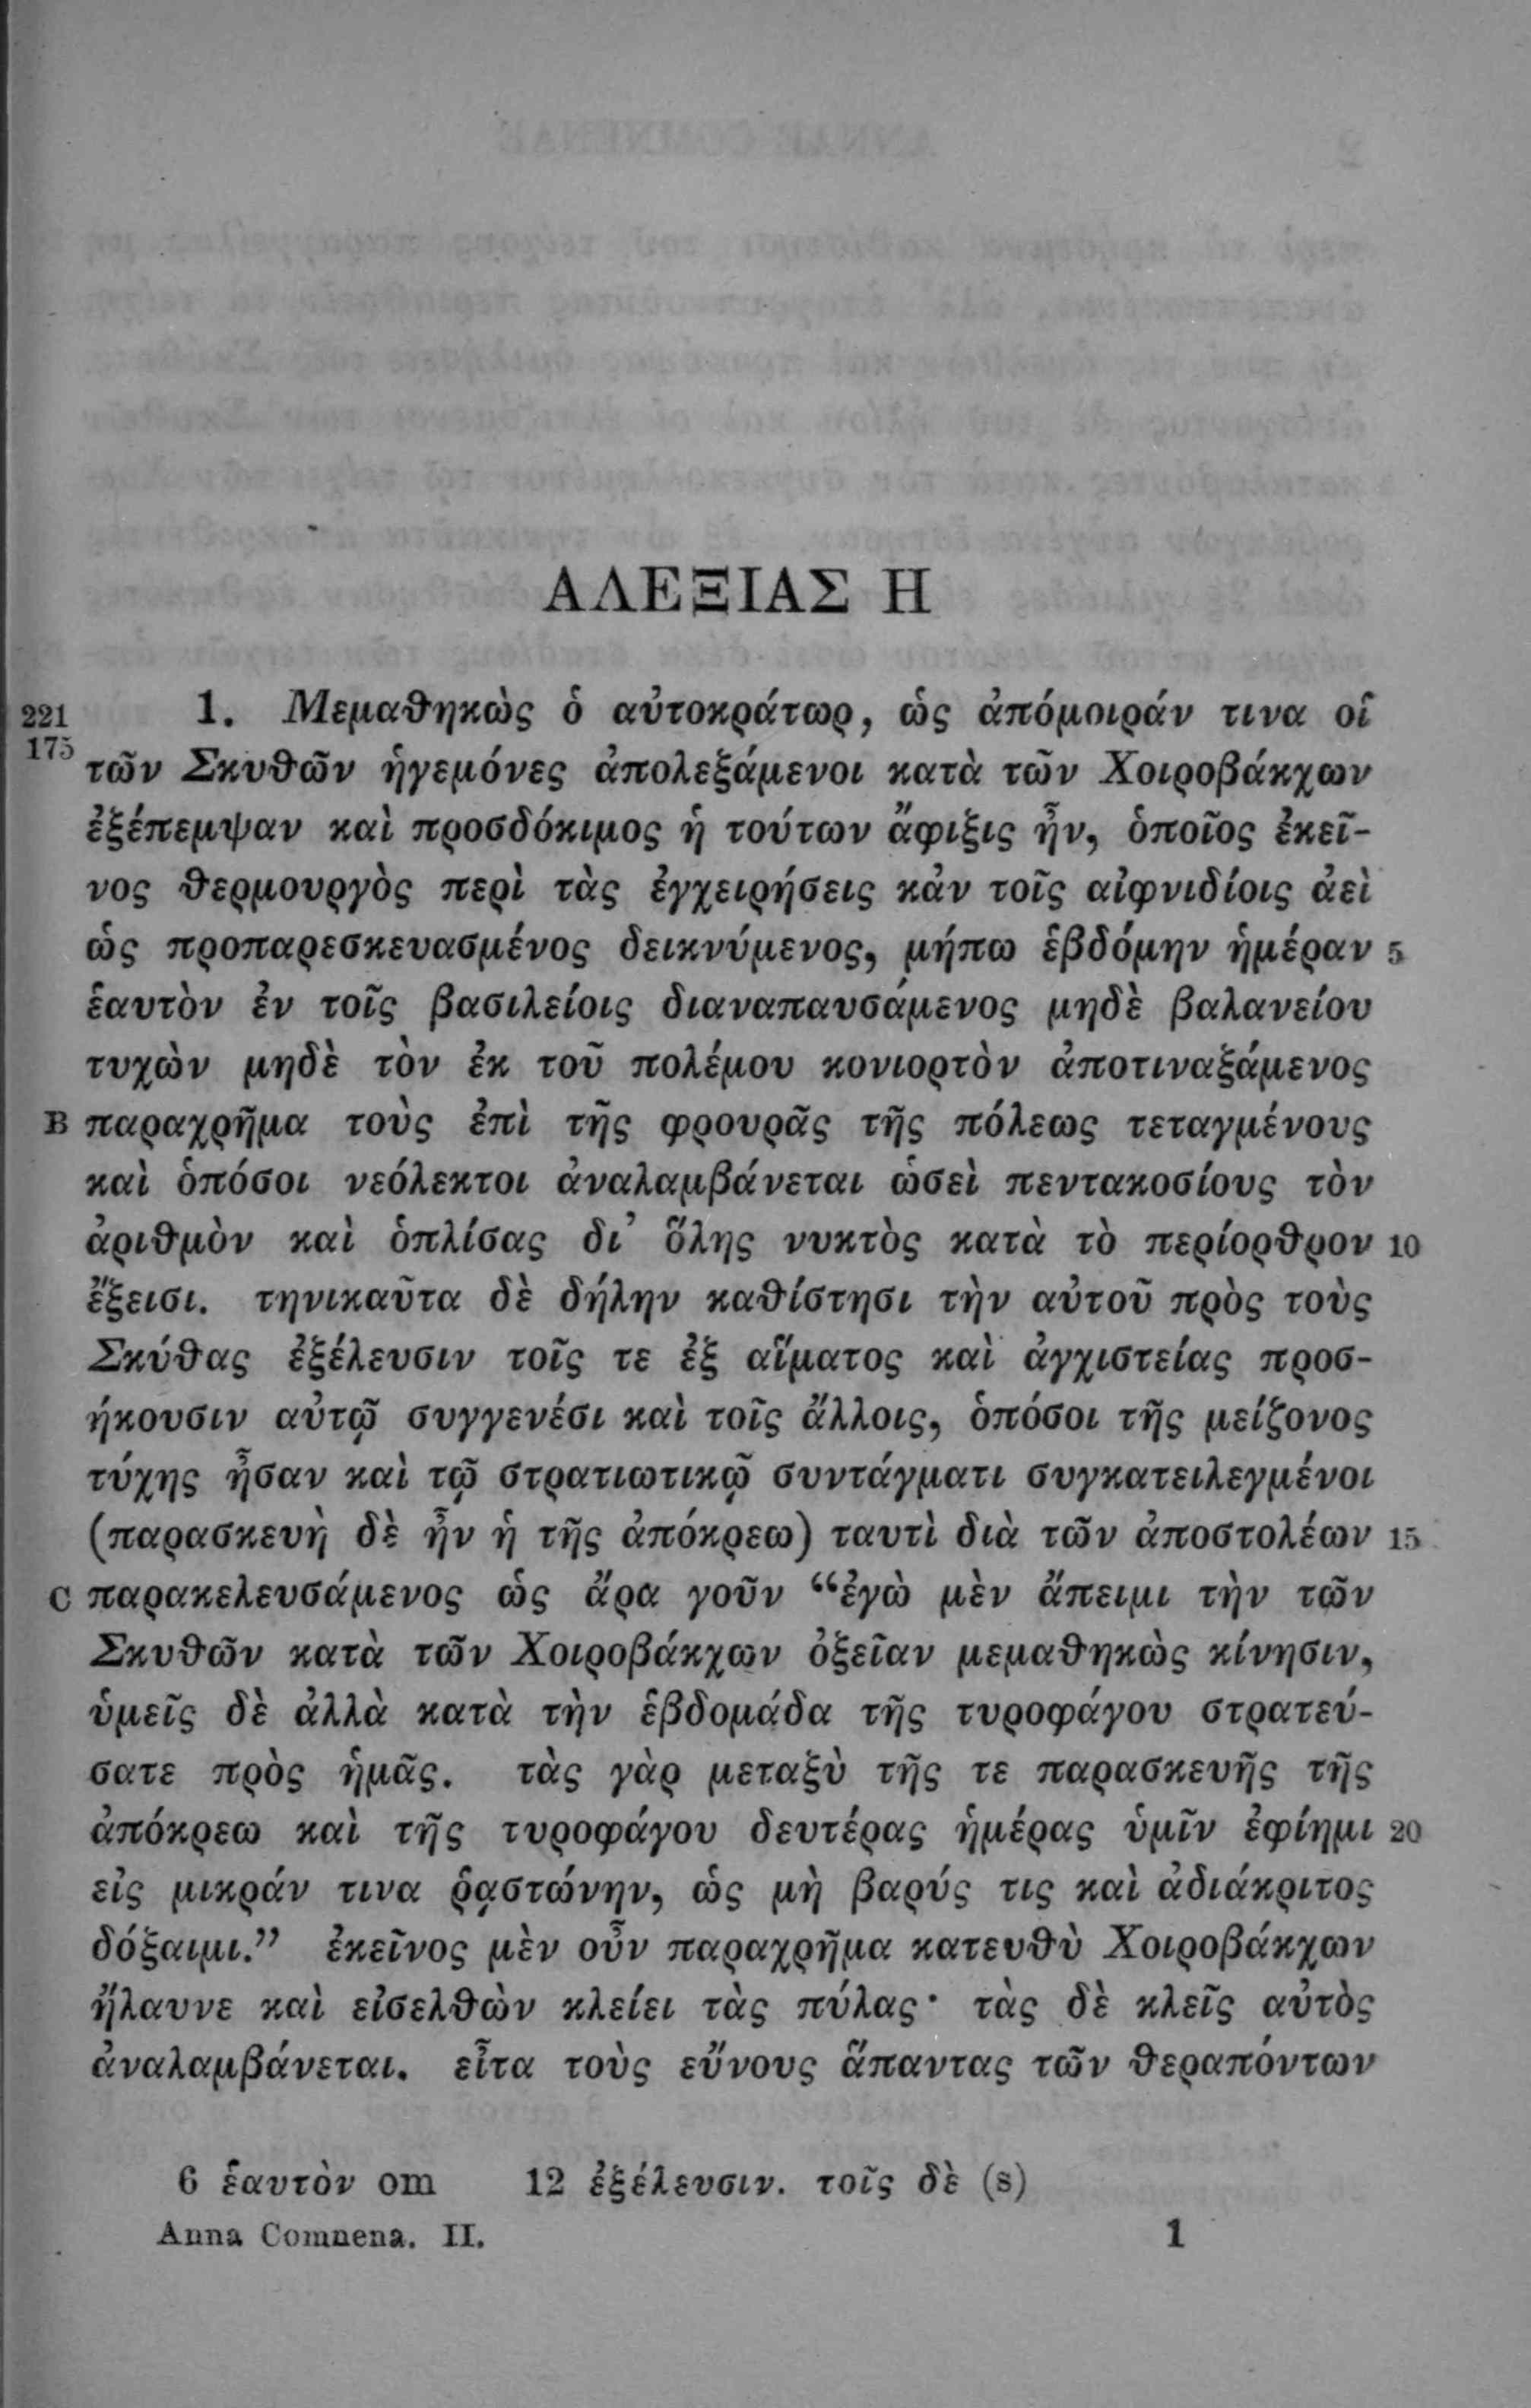 ΑΛΕΞΙΑΣ Η
221 1. Μεμαθηκὼς ὁ αὐτοκράτωρ, ὡς ἀπόμοιράν τινα οἱ
175 τῶν Σκυθῶν ἡγεμόνες ἀπολεξάμενοι κατὰ τῶν Χοιροβάκχων
ἐξέπεμψαν καὶ προσδόκιμος ἡ τούτων ἄφιξις ἦν, ὁποῖος ἐκεῖ-
νος θερμουργὸς περὶ τὰς ἐγχειρήσεις κἀν τοῖς αἰφνιδίοις ἀεὶ
ὡς προπαρεσκευασμένος δεικνύμενος, μήπω ἑβδόμην ἡμέραν 5
ἑαυτὸν ἐν τοῖς βασιλείοις διαναπαυσάμενος μηδὲ βαλανείου
τυχὼν μηδὲ τὸν ἐκ τοῦ πολέμου κονιορτὸν ἀποτιναξάμενος
B παραχρῆμα τοὺς ἐπὶ τῆς φρουρᾶς τῆς πόλεως τεταγμένους
καὶ ὁπόσοι νεόλεκτοι ἀναλαμβάνεται ὡσεὶ πεντακοσίους τὸν
ἀριθμὸν καὶ ὁπλίσας δι’ ὅλης νυκτὸς κατὰ τὸ περίορθρον 10
ἔξεισι. τηνικαῦτα δὲ δήλην καθίστησι τὴν αὐτοῦ πρὸς τοὺς
Σκύθας ἐξέλευσιν τοῖς τε ἐξ αἵματος καὶ ἀγχιστείας προσ-
ήκουσιν αὐτῷ συγγενέσι καὶ τοῖς ἄλλοις, ὁπόσοι τῆς μείζονος
τύχης ἦσαν καὶ τῷ στρατιωτικῷ συντάγματι συγκατειλεγμένοι
(παρασκευὴ δὲ ἦν ἡ τῆς ἀπόκρεω) ταυτὶ διὰ τῶν ἀποστολέων 15
C παρακελευσάμενος ὡς ἄρα γοῦν “ἐγὼ μὲν ἄπειμι τὴν τῶν
Σκυθῶν κατὰ τῶν Χοιροβάκχων ὀξεῖαν μεμαθηκὼς κίνησιν,
ὑμεῖς δὲ ἀλλὰ κατὰ τὴν ἑβδομάδα τῆς τυροφάγου στρατεύ-
σατε πρὸς ἡμᾶς. τὰς γὰρ μεταξὺ τῆς τε παρασκευῆς τῆς
ἀπόκρεω καὶ τῆς τυροφάγου δευτέρας ἡμέρας ὑμῖν ἐφίημι 20
εἰς μικράν τινα ῥᾳστώνην, ὡς μὴ βαρύς τις καὶ ἀδιάκριτος
δόξαιμι.” ἐκεῖνος μὲν οὖν παραχρῆμα κατευθὺ Χοιροβάκχων
ἤλαυνε καὶ εἰσελθὼν κλείει τὰς πύλας· τὰς δὲ κλεῖς αὐτὸς
ἀναλαμβάνεται. εἶτα τοὺς εὔνους ἅπαντας τῶν θεραπόντων
6 ἑαυτὸν om 12 ἐξέλευσιν. τοῖς δὲ (s)
Anna Comnena. II. 1